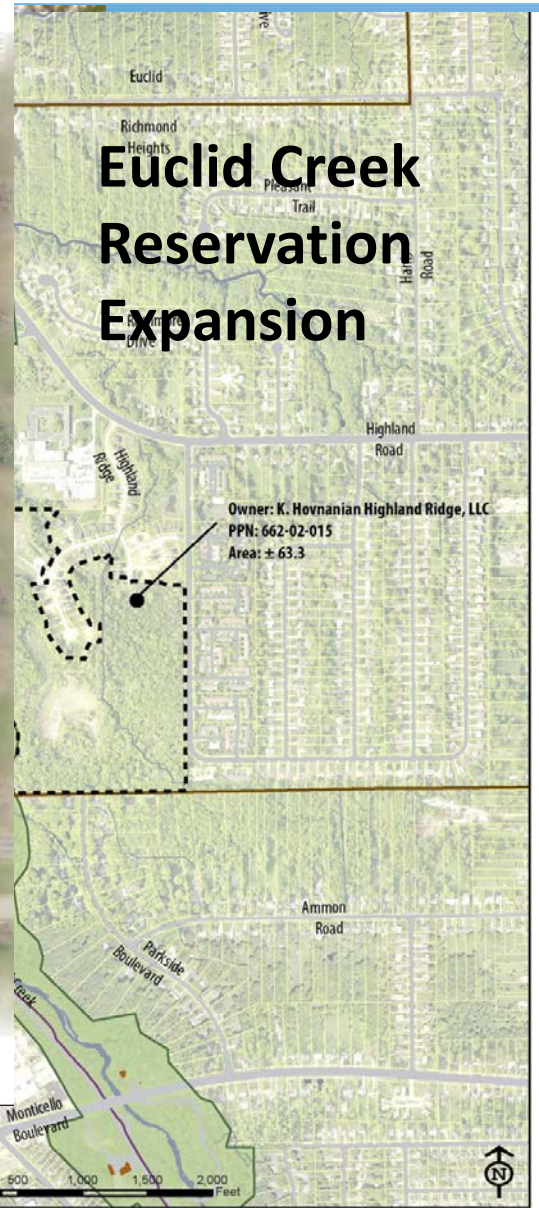 ive
Euclid
Richmond
Heights
Euclid Creek
Reservation
Expansion
Pleasant
Trail
Road
Drive
Highland
Road
Highland
Ridge
Owner: K. Hovnanian Highland Ridge, LLC
PPN: 662-02-015
Area: ± 63.3
Ammon
Road
Parkside
Boulevard
Creek
Monticello
Boulevard
500 1,000 1,500 2,000
Feet
N